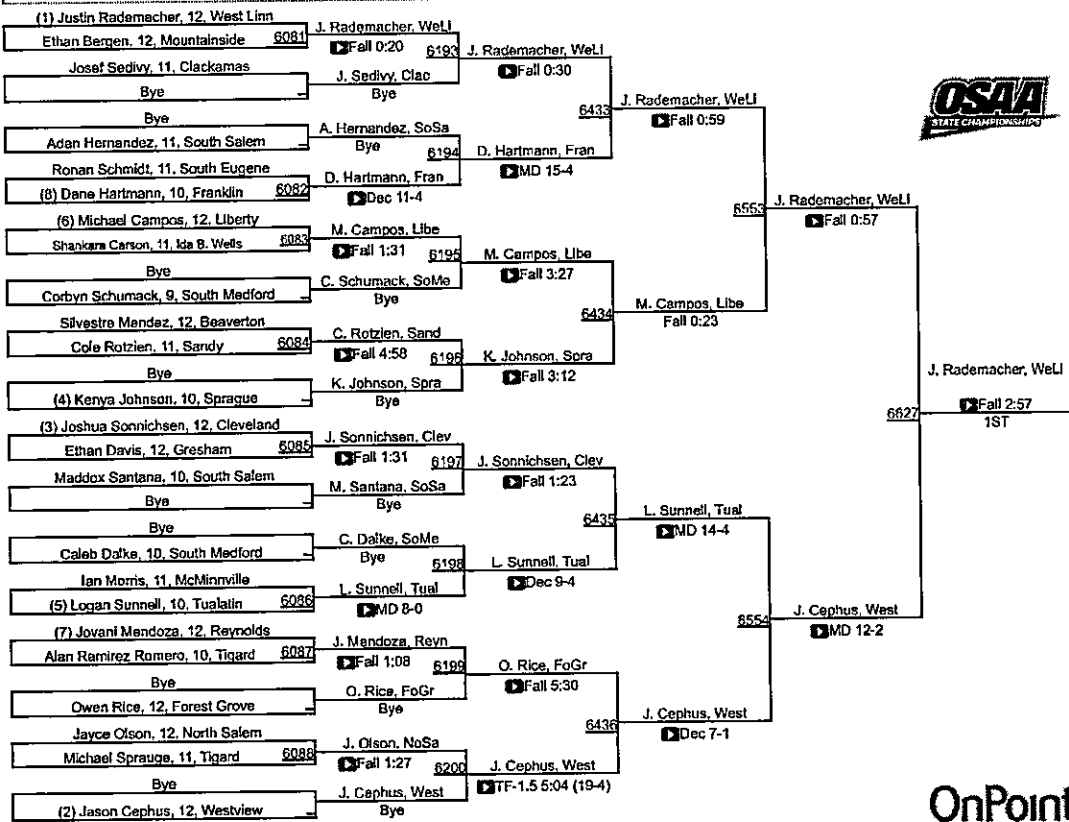 (1) Justin Rademacher, 12, West Linn
Ethan Bergen, 12, Mountainside 6081
Josef Sedivy, 11, Clackamas
Bye
Bye
Adan Hernandez, 11, South Salem
Ronan Schmidt, 11, South Eugene
(8) Dane Hartmann, 10, Franklin 6082
(6) Michael Campos, 12, Liberty
Shankara Carson, 11, Ida B. Wells 6083
Bye
Corbyn Schumack, 9, South Medford
Silvestre Mendez, 12, Beaverton
Cole Rotzien, 11, Sandy 6084
Bye
(4) Kenya Johnson, 10, Sprague
(3) Joshua Sonnichsen, 12, Cleveland
Ethan Davis, 12, Gresham 6085
Maddox Santana, 10, South Salem
Bye
Bye
Caleb Dalke, 10, South Medford
Ian Morris, 11, McMinnville
(5) Logan Sunnell, 10, Tualatin 6086
(7) Jovani Mendoza, 12, Reynolds
Alan Ramirez Romero, 10, Tigard 6087
Bye
Owen Rice, 12, Forest Grove
Jayce Olson, 12, North Salem
Michael Sprauge, 11, Tigard 6088
Bye
(2) Jason Cephus, 12, Westview
J. Rademacher, WeLi
Fall 0:20
6193
J. Sedivy, Clac
Bye
A. Hernandez, SoSa
Bye
6194
D. Hartmann, Fran
Dec 11-4
M. Campos, Libe
Fall 1:31
6195
C. Schumack, SoMe
Bye
C. Rotzien, Sand
Fall 4:58
6196
K. Johnson, Spra
Bye
J. Sonnichsen, Clev
Fall 1:31
6197
M. Santana, SoSa
Bye
C. Dalke, SoMe
Bye
6198
L. Sunnell, Tual
MD 8-0
J. Mendoza, Reyn
Fall 1:08
6199
O. Rice, FoGr
Bye
J. Olson, NoSa
Fall 1:27
6200
J. Cephus, West
Bye
J. Rademacher, WeLi
Fall 0:30
6433
D. Hartmann, Fran
MD 15-4
M. Campos, Libe
Fall 3:27
6434
K. Johnson, Spra
Fall 3:12
J. Sonnichsen, Clev
Fall 1:23
6435
L. Sunnell, Tual
Dec 9-4
O. Rice, FoGr
Fall 5:30
6436
J. Cephus, West
TF-1.5 5:04 (19-4)
J. Rademacher, WeLi
Fall 0:59
6553
M. Campos, Libe
Fall 0:23
L. Sunnell, Tual
MD 14-4
6554
J. Cephus, West
Dec 7-1
J. Rademacher, WeLi
Fall 0:57
6627
J. Cephus, West
MD 12-2
J. Rademacher, WeLi
Fall 2:57
1ST
OSAA
STATE CHAMPIONSHIPS
OnPoint